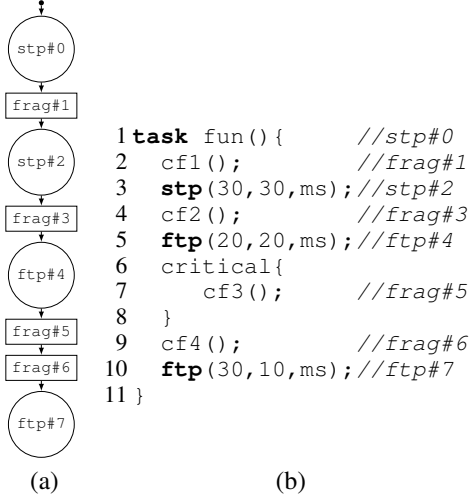 stp#0
frag#1
stp#2
frag#3
ftp#4
frag#5
frag#6
ftp#7
(a)
1 task fun(){ //stp#0
2 cf1(); //frag#1
3 stp(30,30,ms);//stp#2
4 cf2(); //frag#3
5 ftp(20,20,ms);//ftp#4
6 critical{
7 cf3(); //frag#5
8 }
9 cf4(); //frag#6
10 ftp(30,10,ms);//ftp#7
11 }
(b)